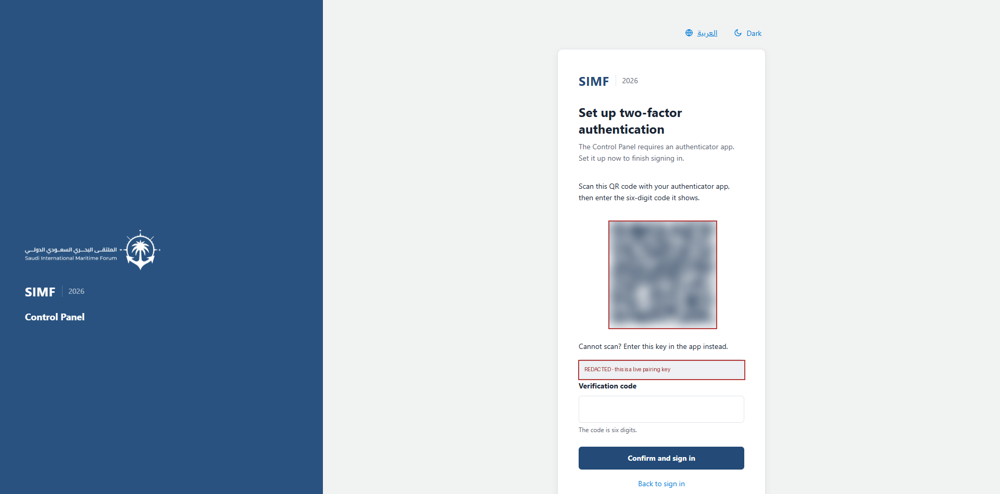 الملتقى البحري السعودي الدولي
Saudi International Maritime Forum
SIMF
2026
Control Panel
العربية
Dark
SIMF
2026
Set up two-factor
authentication
The Control Panel requires an authenticator app.
Set it up now to finish signing in.
Scan this QR code with your authenticator app,
then enter the six-digit code it shows.
Cannot scan? Enter this key in the app instead.
REDACTED - this is a live pairing key
Verification code
The code is six digits.
Confirm and sign in
Back to sign in